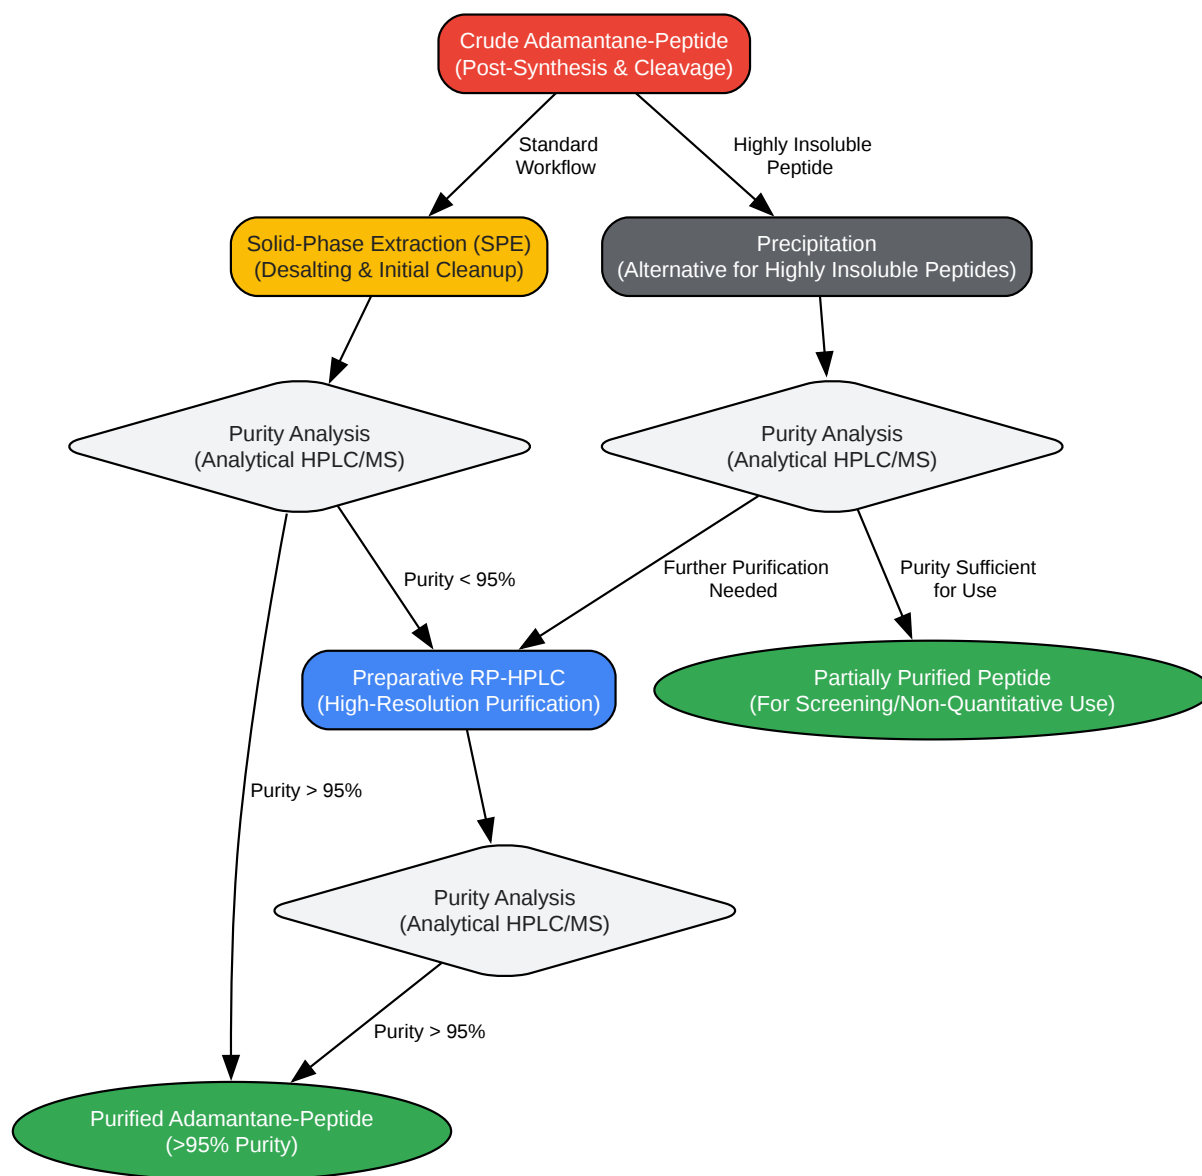 Crude Adamantane-Peptide
(Post-Synthesis & Cleavage)
Standard
Workflow
Highly Insoluble
Peptide
Solid-Phase Extraction (SPE)
(Desalting & Initial Cleanup)
Precipitation
(Alternative for Highly Insoluble Peptides)
Purity Analysis
(Analytical HPLC/MS)
Purity Analysis
(Analytical HPLC/MS)
Purity < 95%
Further Purification
Needed
Purity Sufficient
for Use
Preparative RP-HPLC
(High-Resolution Purification)
Partially Purified Peptide
(For Screening/Non-Quantitative Use)
Purity > 95%
Purity Analysis
(Analytical HPLC/MS)
Purity > 95%
Purified Adamantane-Peptide
(>95% Purity)